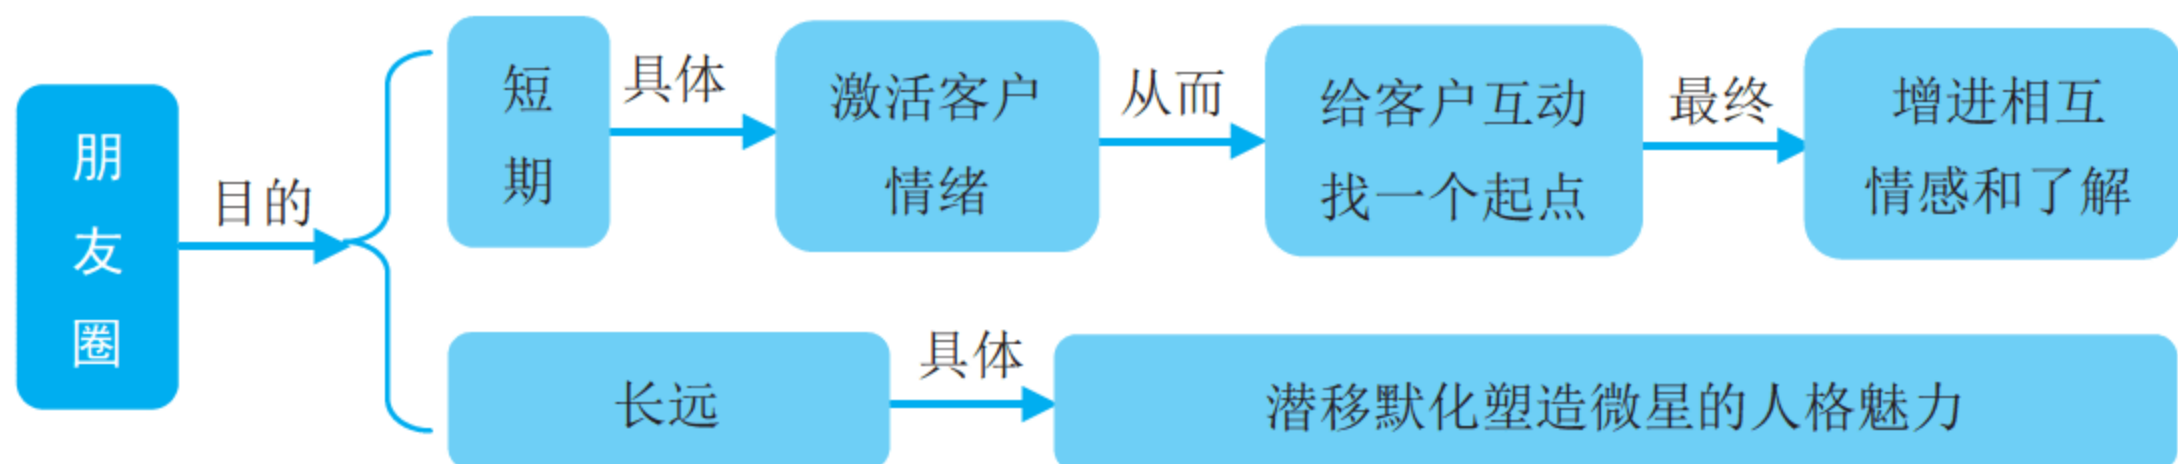 朋友圈
目的
短期
具体
激活客户
情绪
从而
给客户互动
找一个起点
最终
增进相互
情感和了解
长远
具体
潜移默化塑造微星的人格魅力